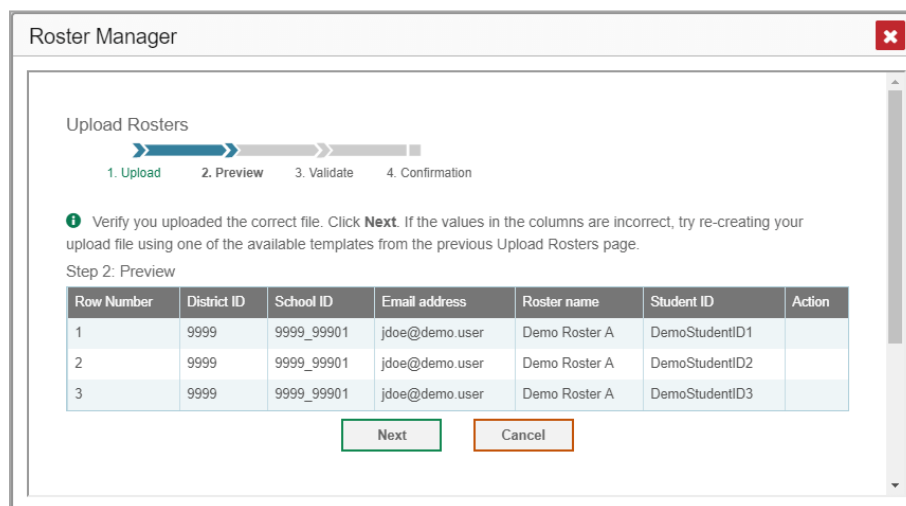 Roster Manager
Upload Rosters
1. Upload 2. Preview 3. Validate 4. Confirmation
Verify you uploaded the correct file. Click Next. If the values in the columns are incorrect, try re-creating your
upload file using one of the available templates from the previous Upload Rosters page.
Step 2: Preview
Row Number District ID School ID Email address Roster name Student ID Action
1 9999 9999_99901 jdoe@demo.user Demo Roster A DemoStudentID1
2 9999 9999_99901 jdoe@demo.user Demo Roster A DemoStudentID2
3 9999 9999_99901 jdoe@demo.user Demo Roster A DemoStudentID3
Next Cancel